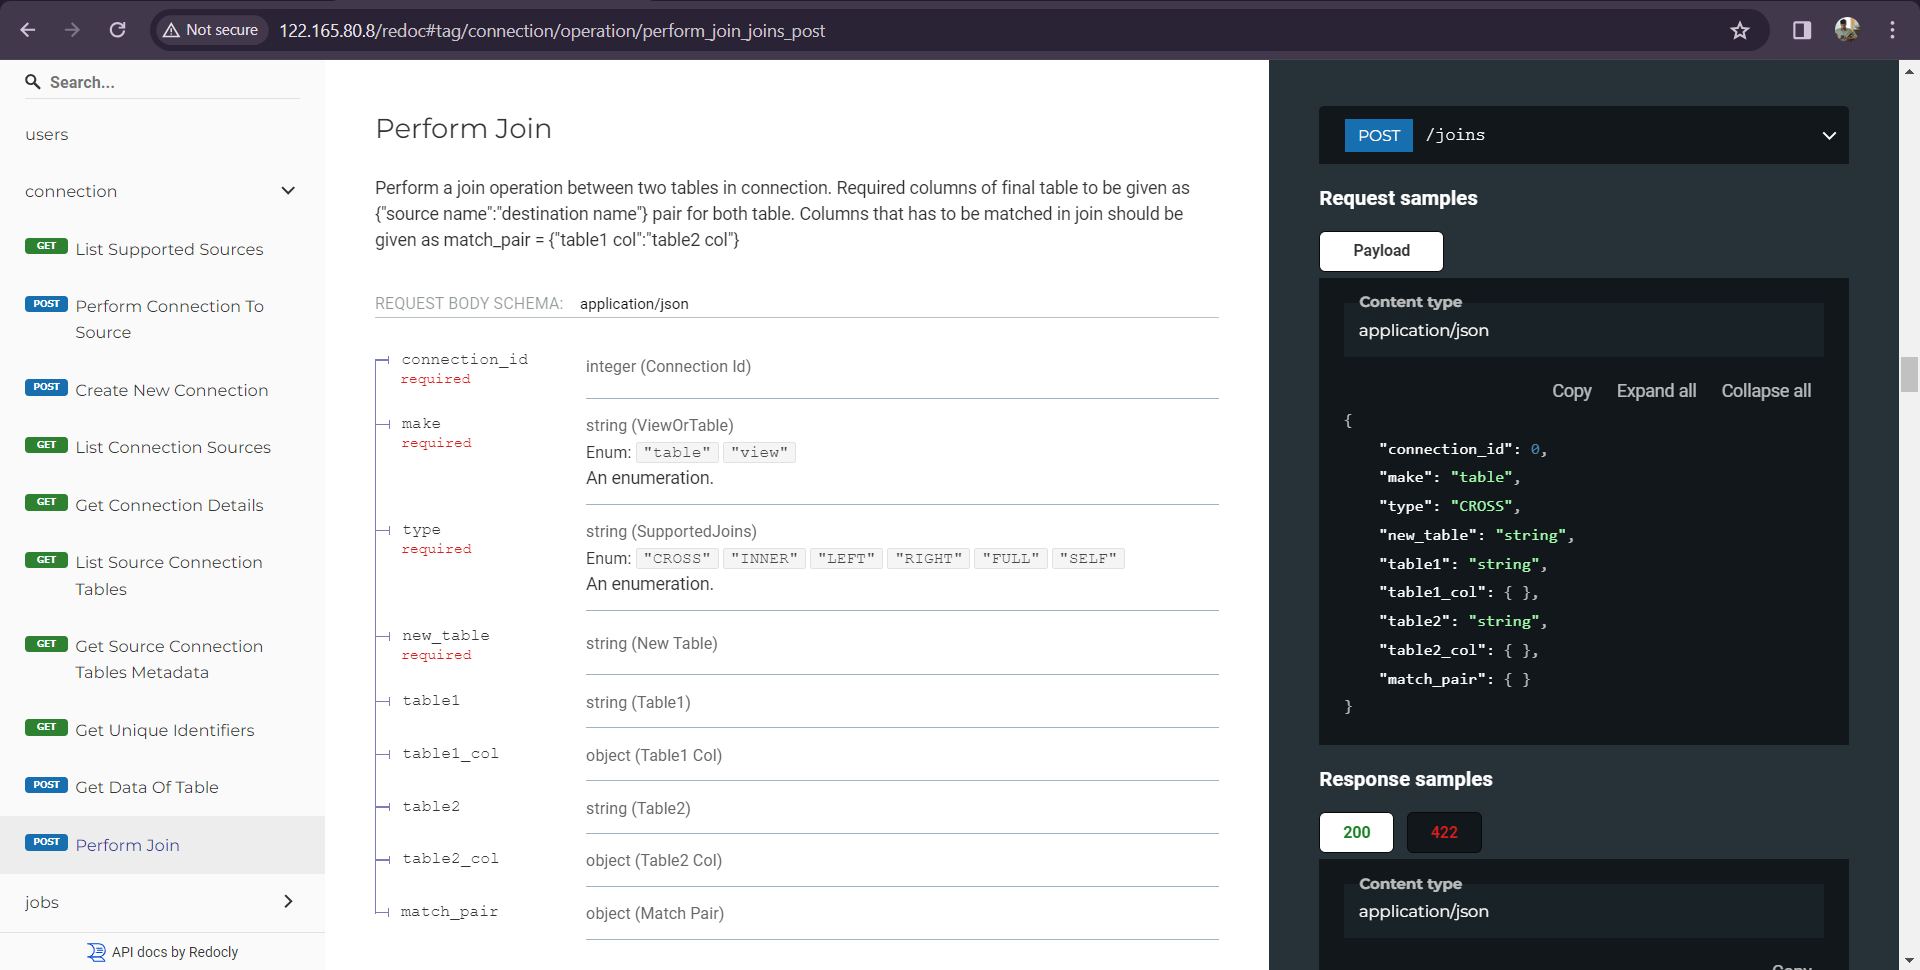 Not secure
122.165.80.8/redoc#tag/connection/operation/perform_join_joins_post
Search...
users
connection
GET List Supported Sources
POST Perform Connection To
Source
POST Create New Connection
GET List Connection Sources
GET Get Connection Details
GET List Source Connection
Tables
GET Get Source Connection
Tables Metadata
GET Get Unique Identifiers
POST Get Data Of Table
POST Perform Join
jobs
API docs by Redocly
Perform Join
Perform a join operation between two tables in connection. Required columns of final table to be given as
{"source name":"destination name"} pair for both table. Columns that has to be matched in join should be
given as match_pair = {"table1 col":"table2 col"}
REQUEST BODY SCHEMA: application/json
connection_id
required
integer (Connection Id)
make
required
string (ViewOrTable)
Enum: "table" "view"
An enumeration.
type
required
string (SupportedJoins)
Enum: "CROSS" "INNER" "LEFT" "RIGHT" "FULL" "SELF"
An enumeration.
new_table
required
string (New Table)
table1
string (Table1)
table1_col
object (Table1 Col)
table2
string (Table2)
table2_col
object (Table2 Col)
match_pair
object (Match Pair)
POST /joins
Request samples
Payload
Content type
application/json
Copy Expand all Collapse all
{
"connection_id": 0,
"make": "table",
"type": "CROSS",
"new_table": "string",
"table1": "string",
"table1_col": { },
"table2": "string",
"table2_col": { },
"match_pair": { }
}
Response samples
200 422
Content type
application/json
Copy